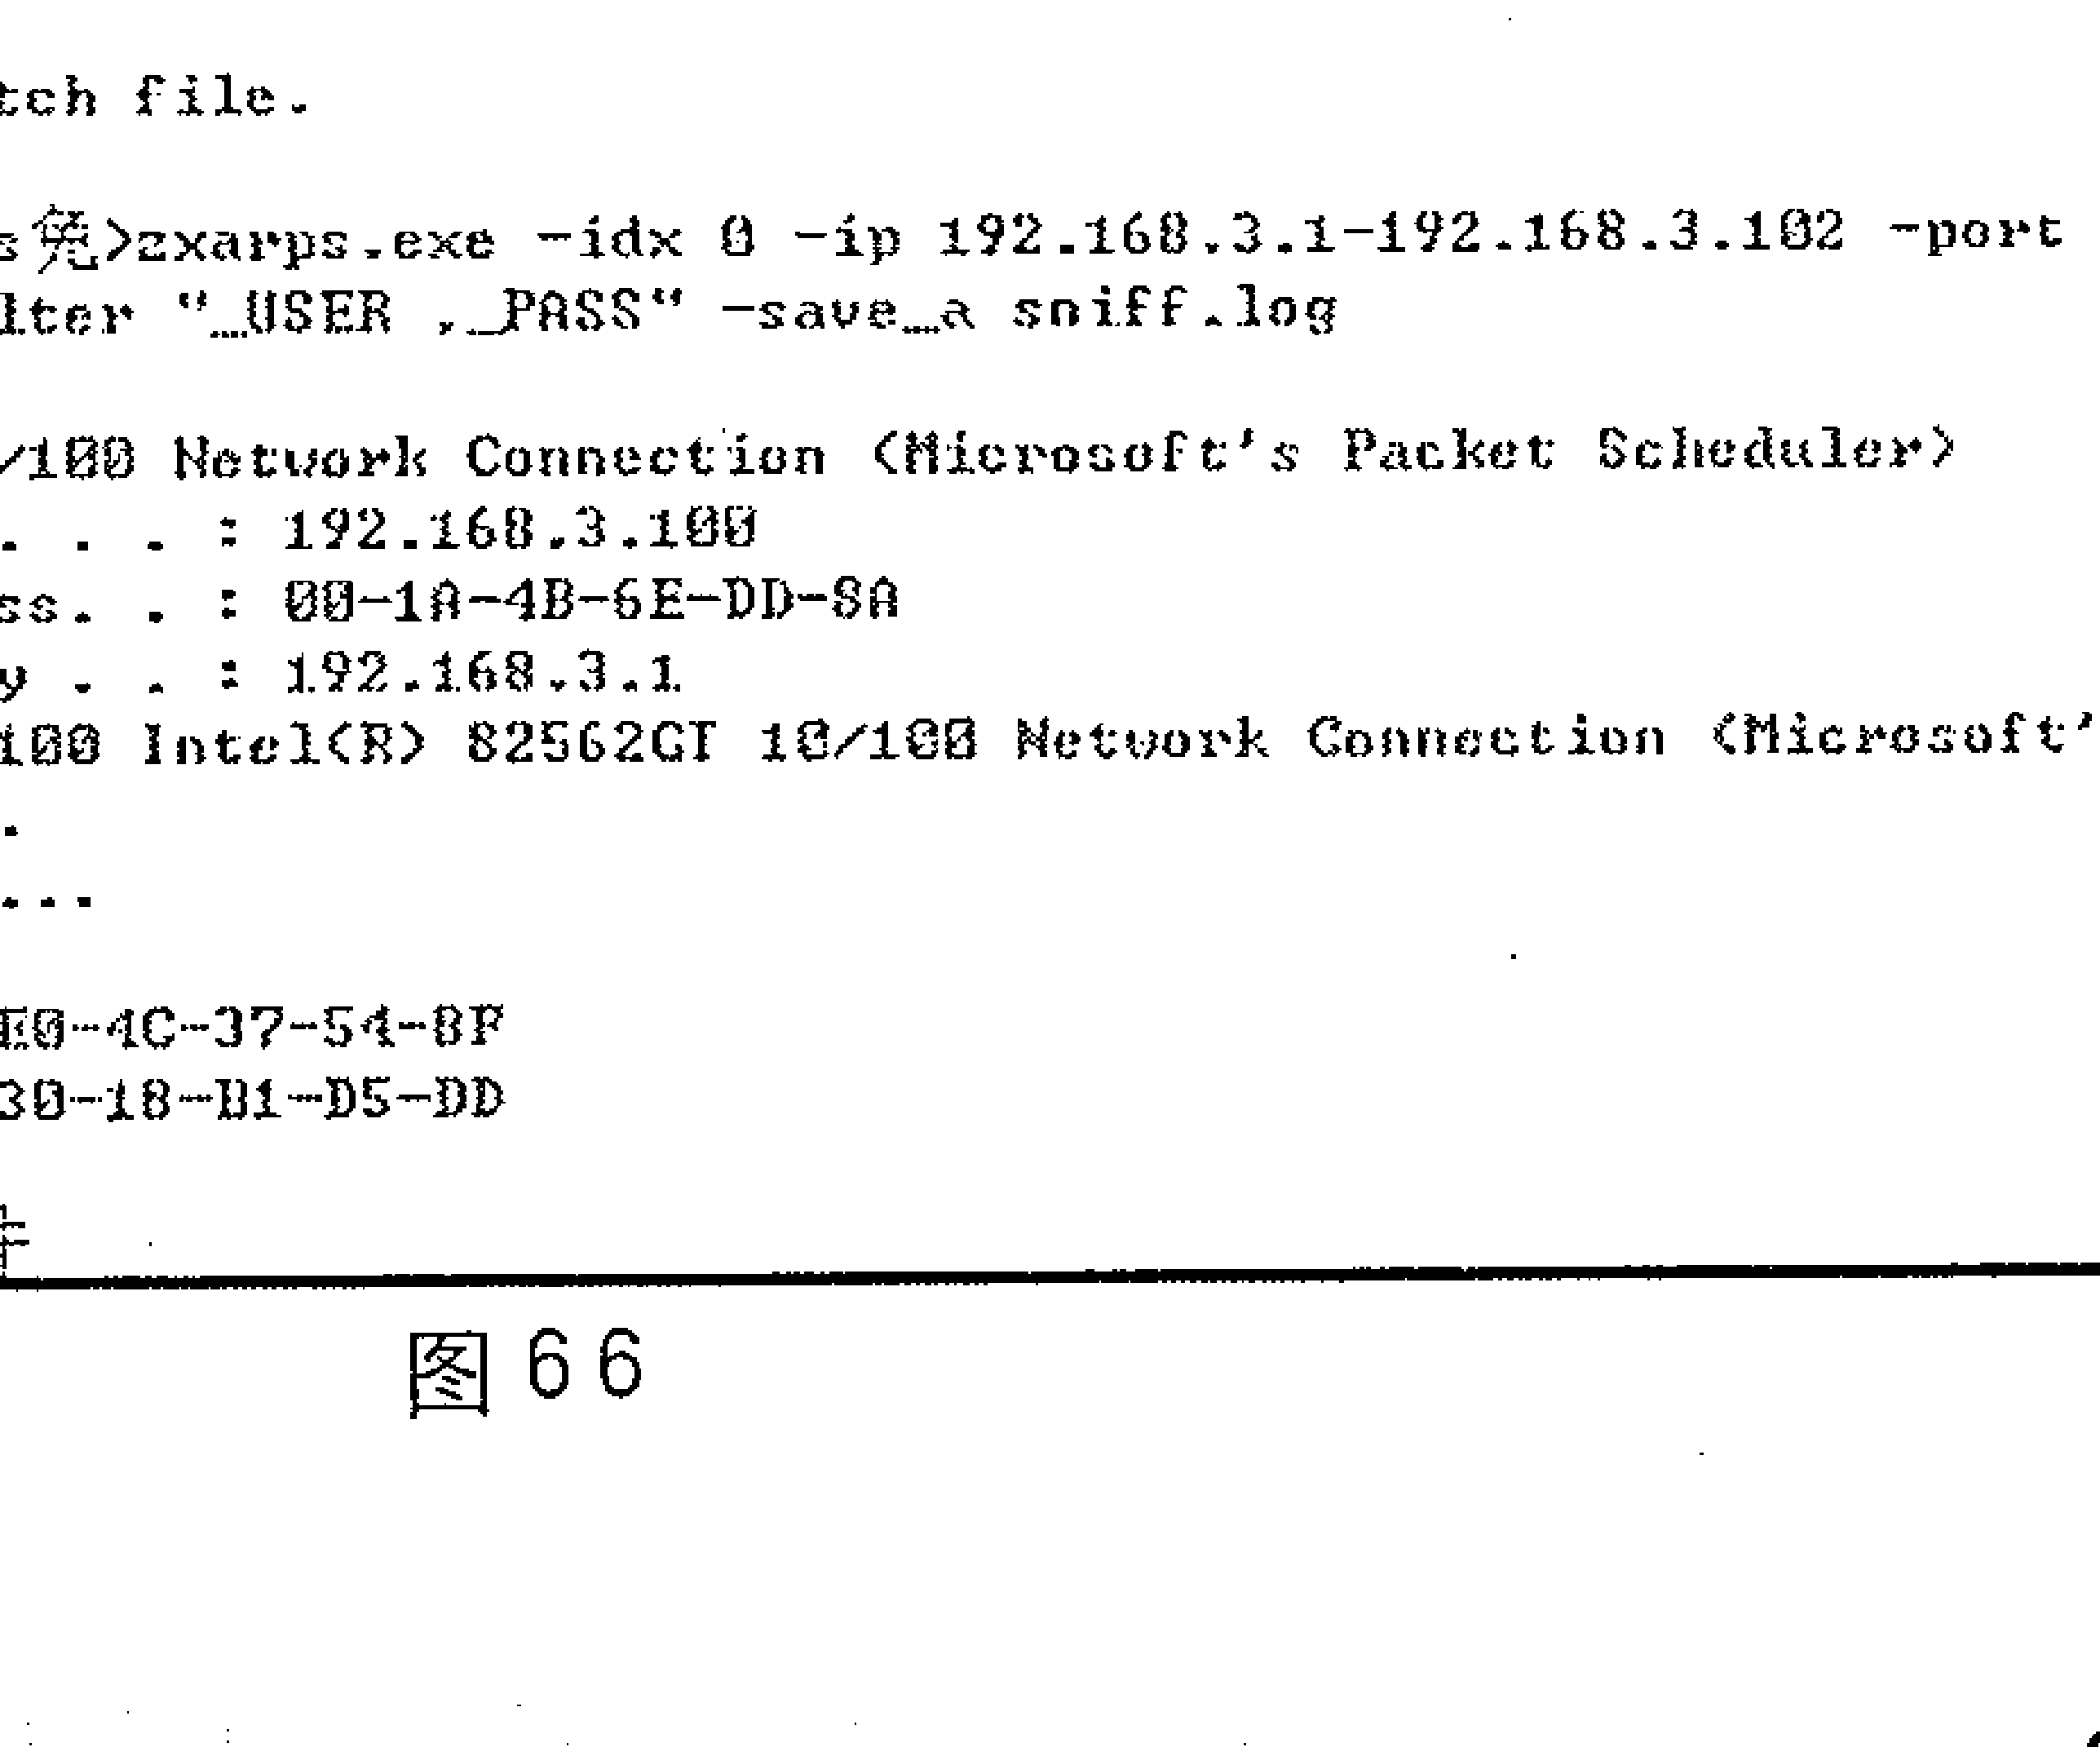 tch file.
s凭>zxarps.exe -idx 0 -ip 192.168.3.1-192.168.3.102 -port
lter "_USER ,_PASS" -save_a sniff.log
/100 Network Connection (Microsoft's Packet Scheduler)
. . . : 192.168.3.100
ss. . : 00-1A-4B-6E-DD-8A
y . . : 192.168.3.1
100 Intel(R) 82562GT 10/100 Network Connection (Microsoft'
.
...
E0-4C-37-54-8F
30-18-B1-D5-DD
图66